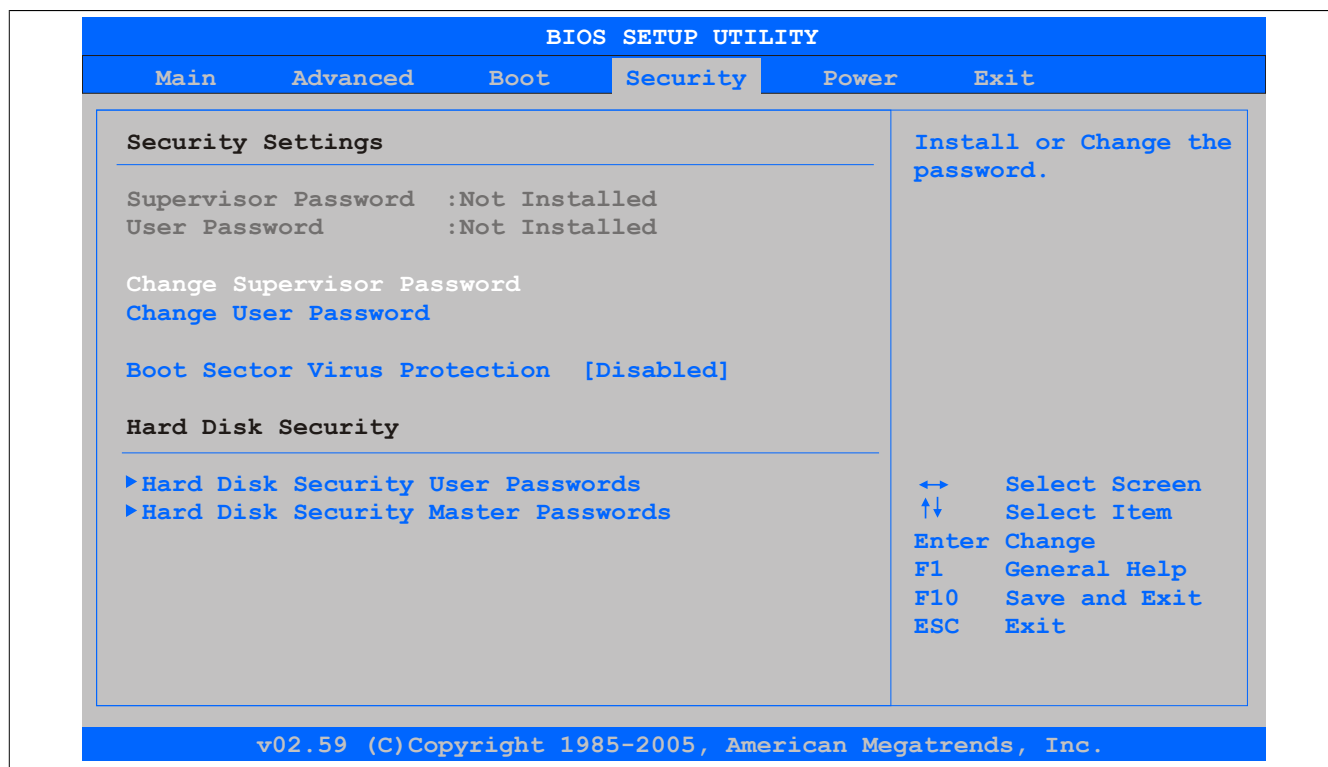 BIOS SETUP UTILITY
Main Advanced Boot Security Power Exit
Security Settings
Supervisor Password :Not Installed
User Password :Not Installed
Change Supervisor Password
Change User Password
Boot Sector Virus Protection [Disabled]
Hard Disk Security
▶Hard Disk Security User Passwords
▶Hard Disk Security Master Passwords
Install or Change the
password.
↔ Select Screen
↑↓ Select Item
Enter Change
F1 General Help
F10 Save and Exit
ESC Exit
v02.59 (C)Copyright 1985-2005, American Megatrends, Inc.